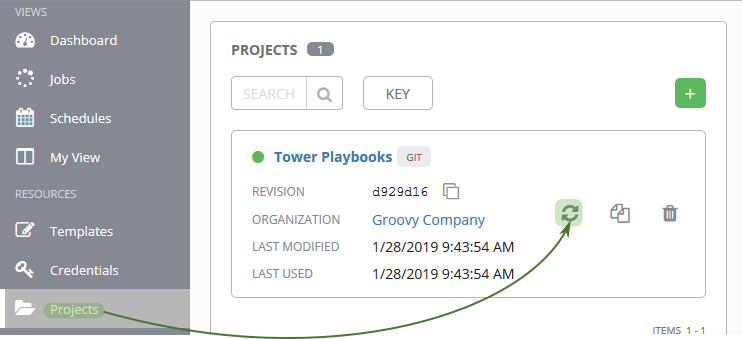 VIEWS
Dashboard
Jobs
Schedules
My View
RESOURCES
Templates
Credentials
Projects
PROJECTS 1
SEARCH KEY +
Tower Playbooks GIT
REVISION d929d16
ORGANIZATION Groovy Company
LAST MODIFIED 1/28/2019 9:43:54 AM
LAST USED 1/28/2019 9:43:54 AM
ITEMS 1 - 1